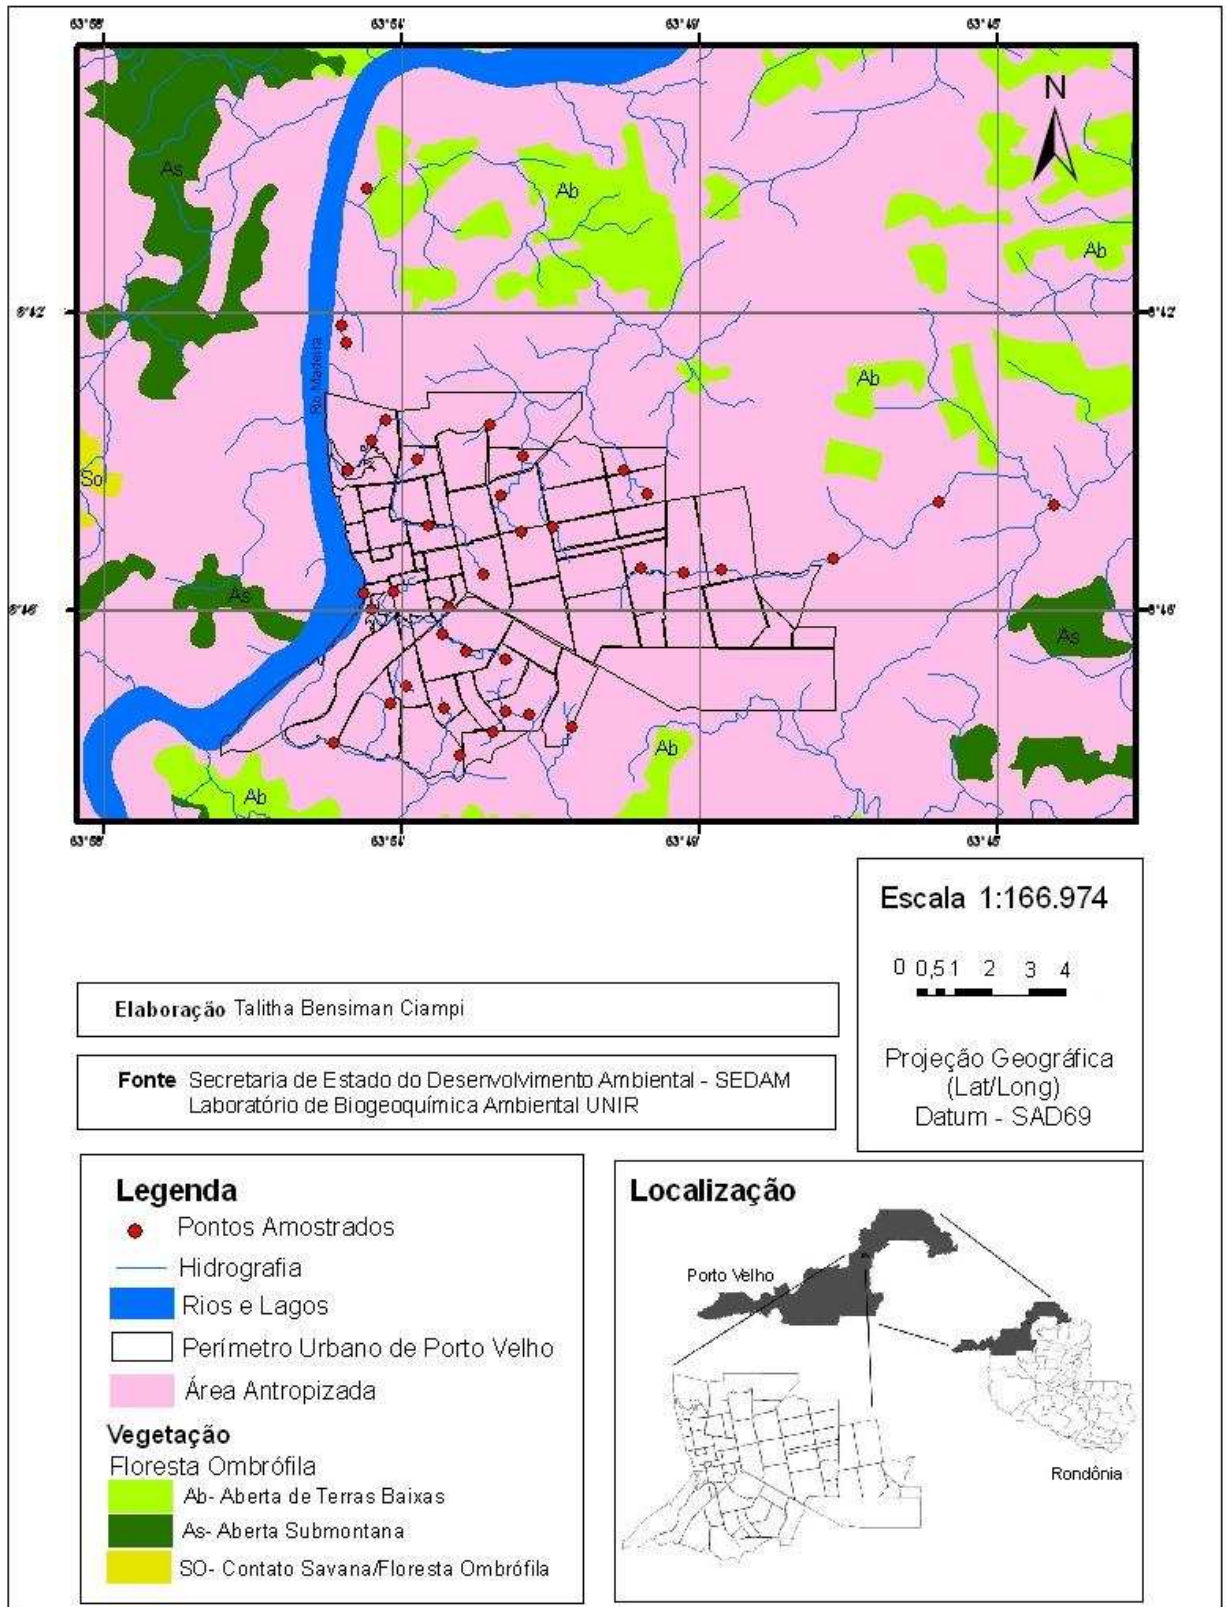 N
As
Ab
Ab
Rio Madeira
Ab
So
As
As
Ab
Ab
Escala 1:166.974
0 0,5 1 2 3 4
Elaboração Talitha Bensiman Ciampi
Projeção Geográfica
(Lat/Long)
Datum - SAD69
Fonte Secretaria de Estado do Desenvolvimento Ambiental - SEDAM
Laboratório de Biogeoquímica Ambiental UNIR
Legenda
Pontos Amostrados
Hidrografia
Rios e Lagos
Perímetro Urbano de Porto Velho
Área Antropizada
Vegetação
Floresta Ombrófila
Ab- Aberta de Terras Baixas
As- Aberta Submontana
SO- Contato Savana/Floresta Ombrófila
Localização
Porto Velho
Rondônia